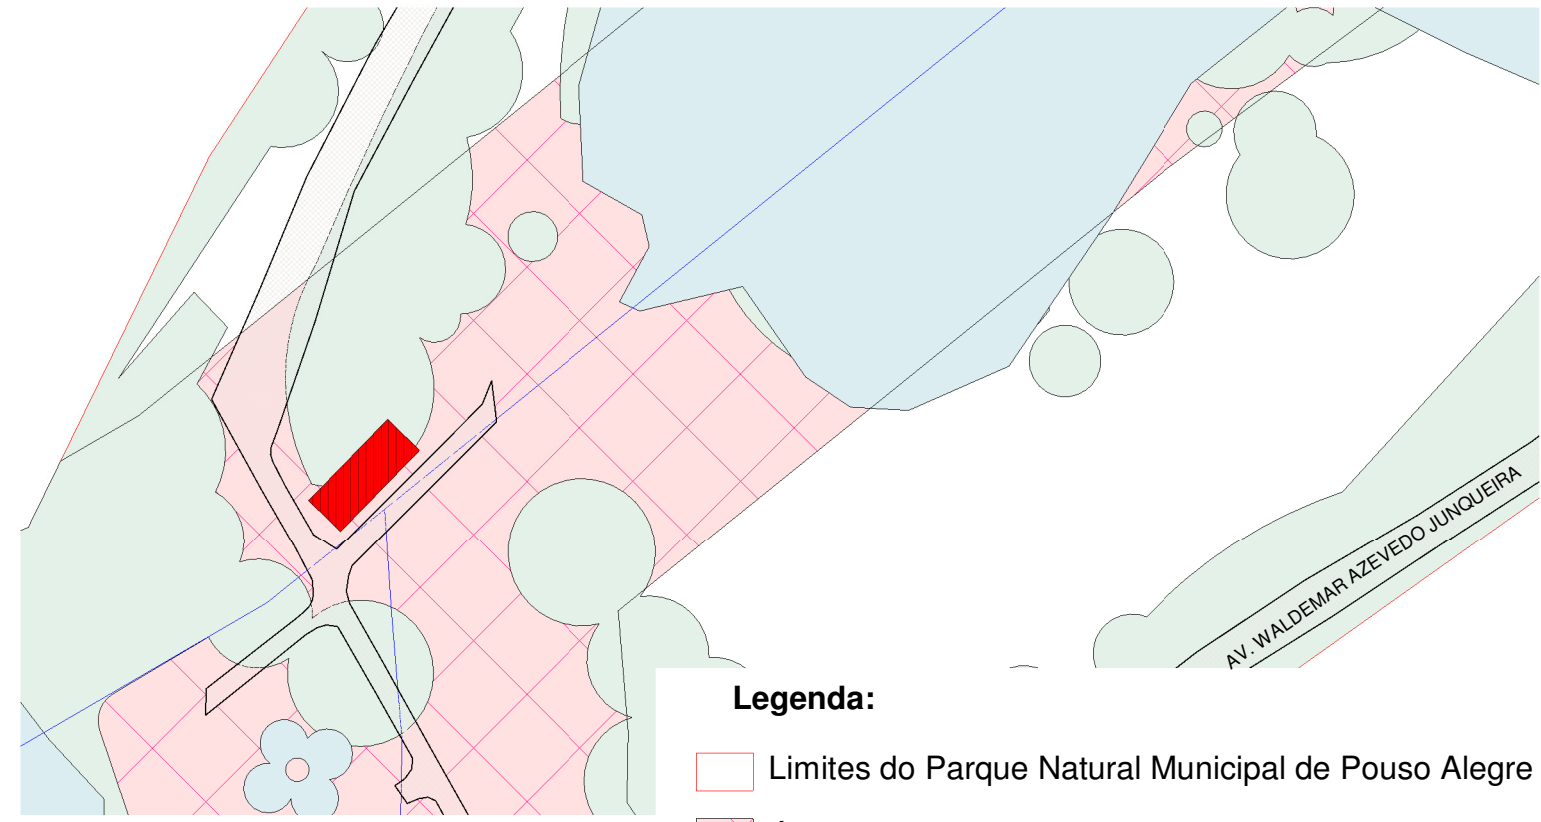 AV. WALDEMAR AZEVEDO JUNQUEIRA
Legenda:
Limites do Parque Natural Municipal de Pouso Alegre